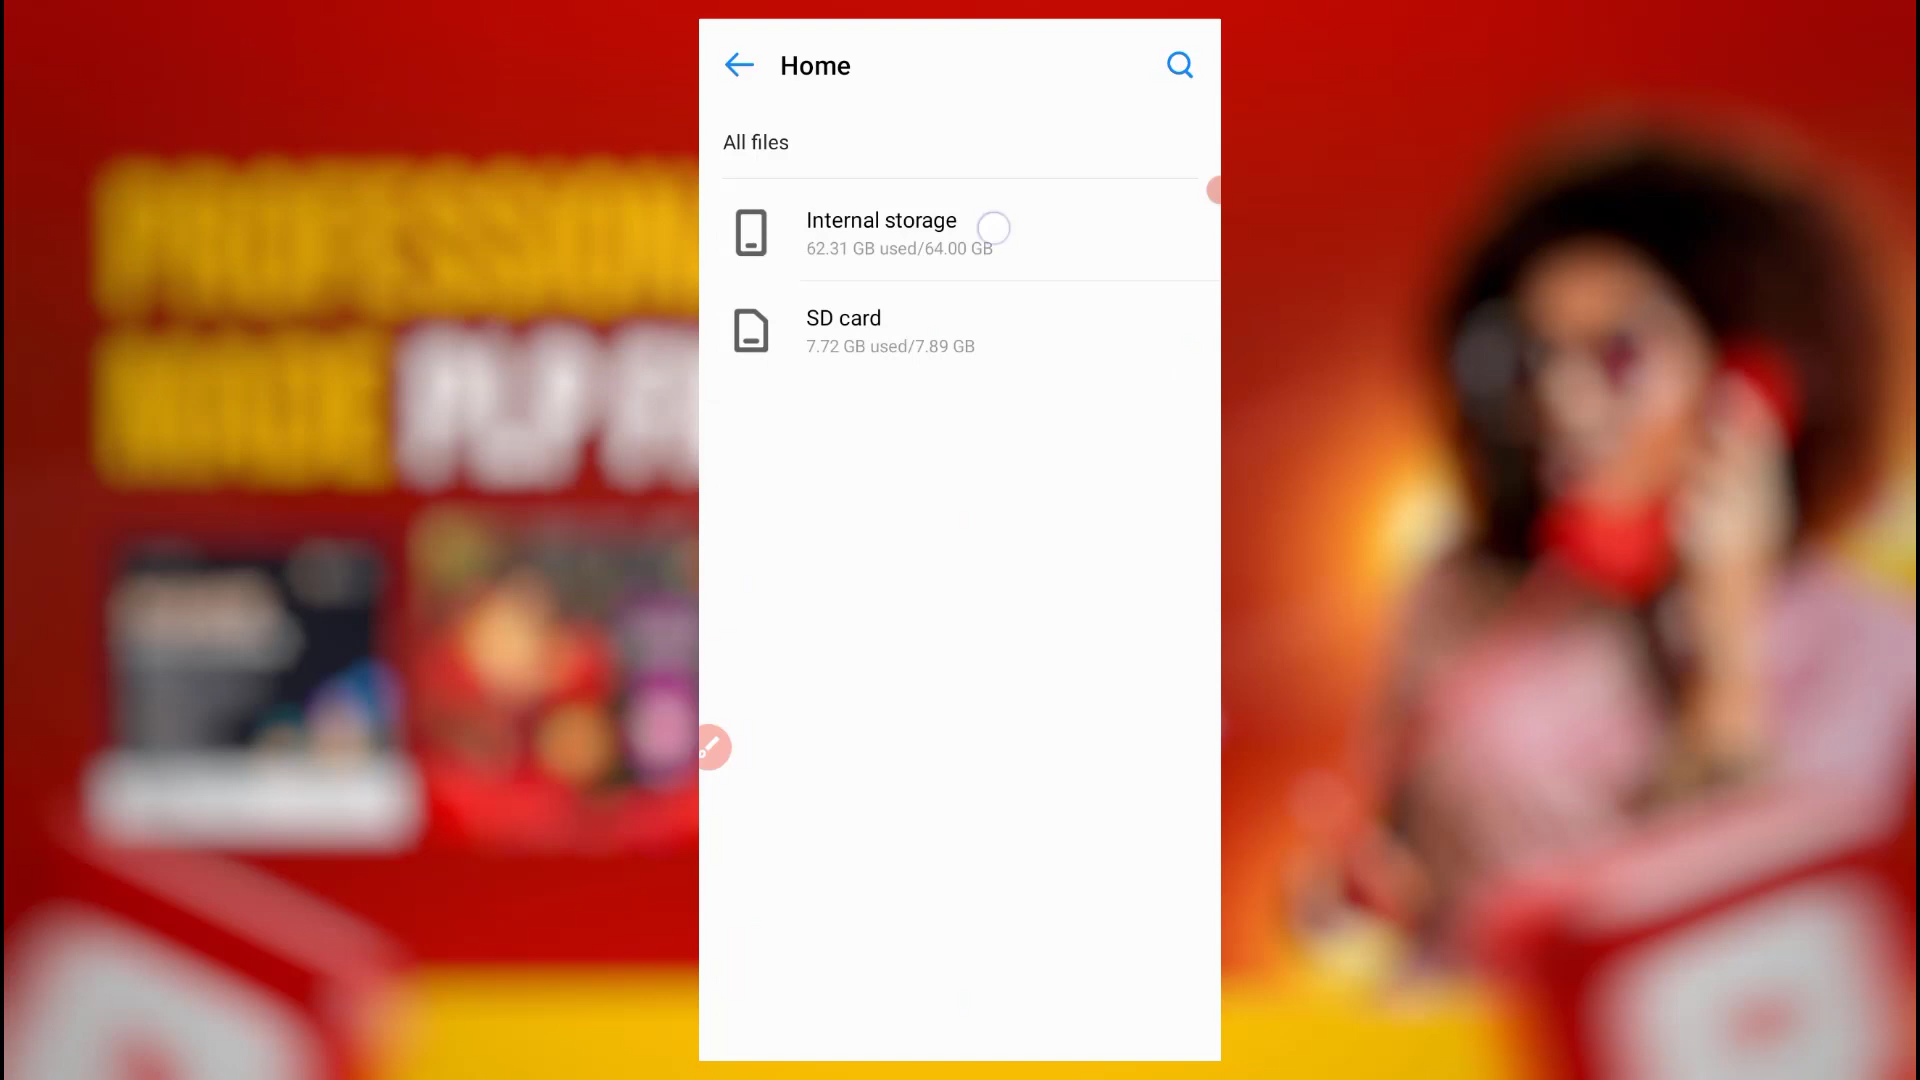 Home
All files
Internal storage
62.31 GB used/64.00 GB
SD card
7.72 GB used/7.89 GB